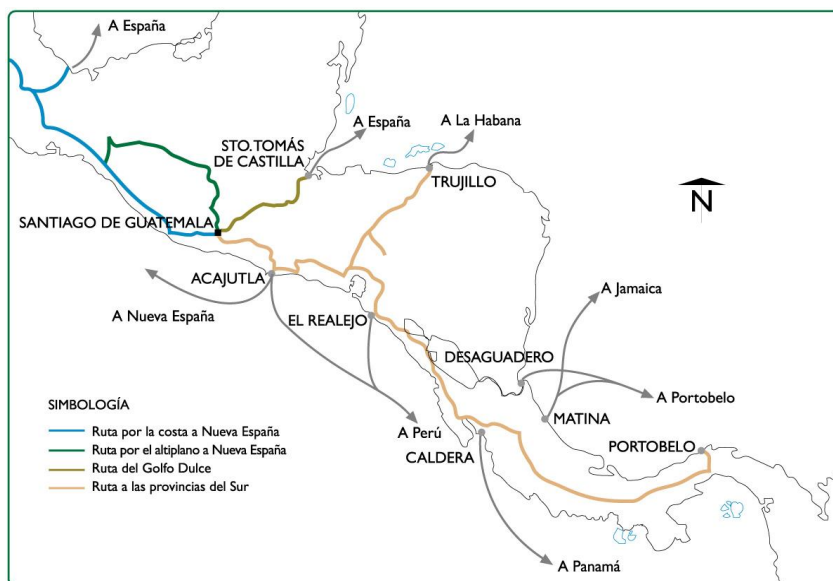 A España
A España
A La Habana
STO. TOMÁS
DE CASTILLA
TRUJILLO
N
SANTIAGO DE GUATEMALA
ACAJUTLA
A Nueva España
EL REALEJO
A Jamaica
DESAGUADERO
A Portobelo
MATINA
A Perú
CALDERA
PORTOBELO
A Panamá
SIMBOLOGÍA
Ruta por la costa a Nueva España
Ruta por el altiplano a Nueva España
Ruta del Golfo Dulce
Ruta a las provincias del Sur